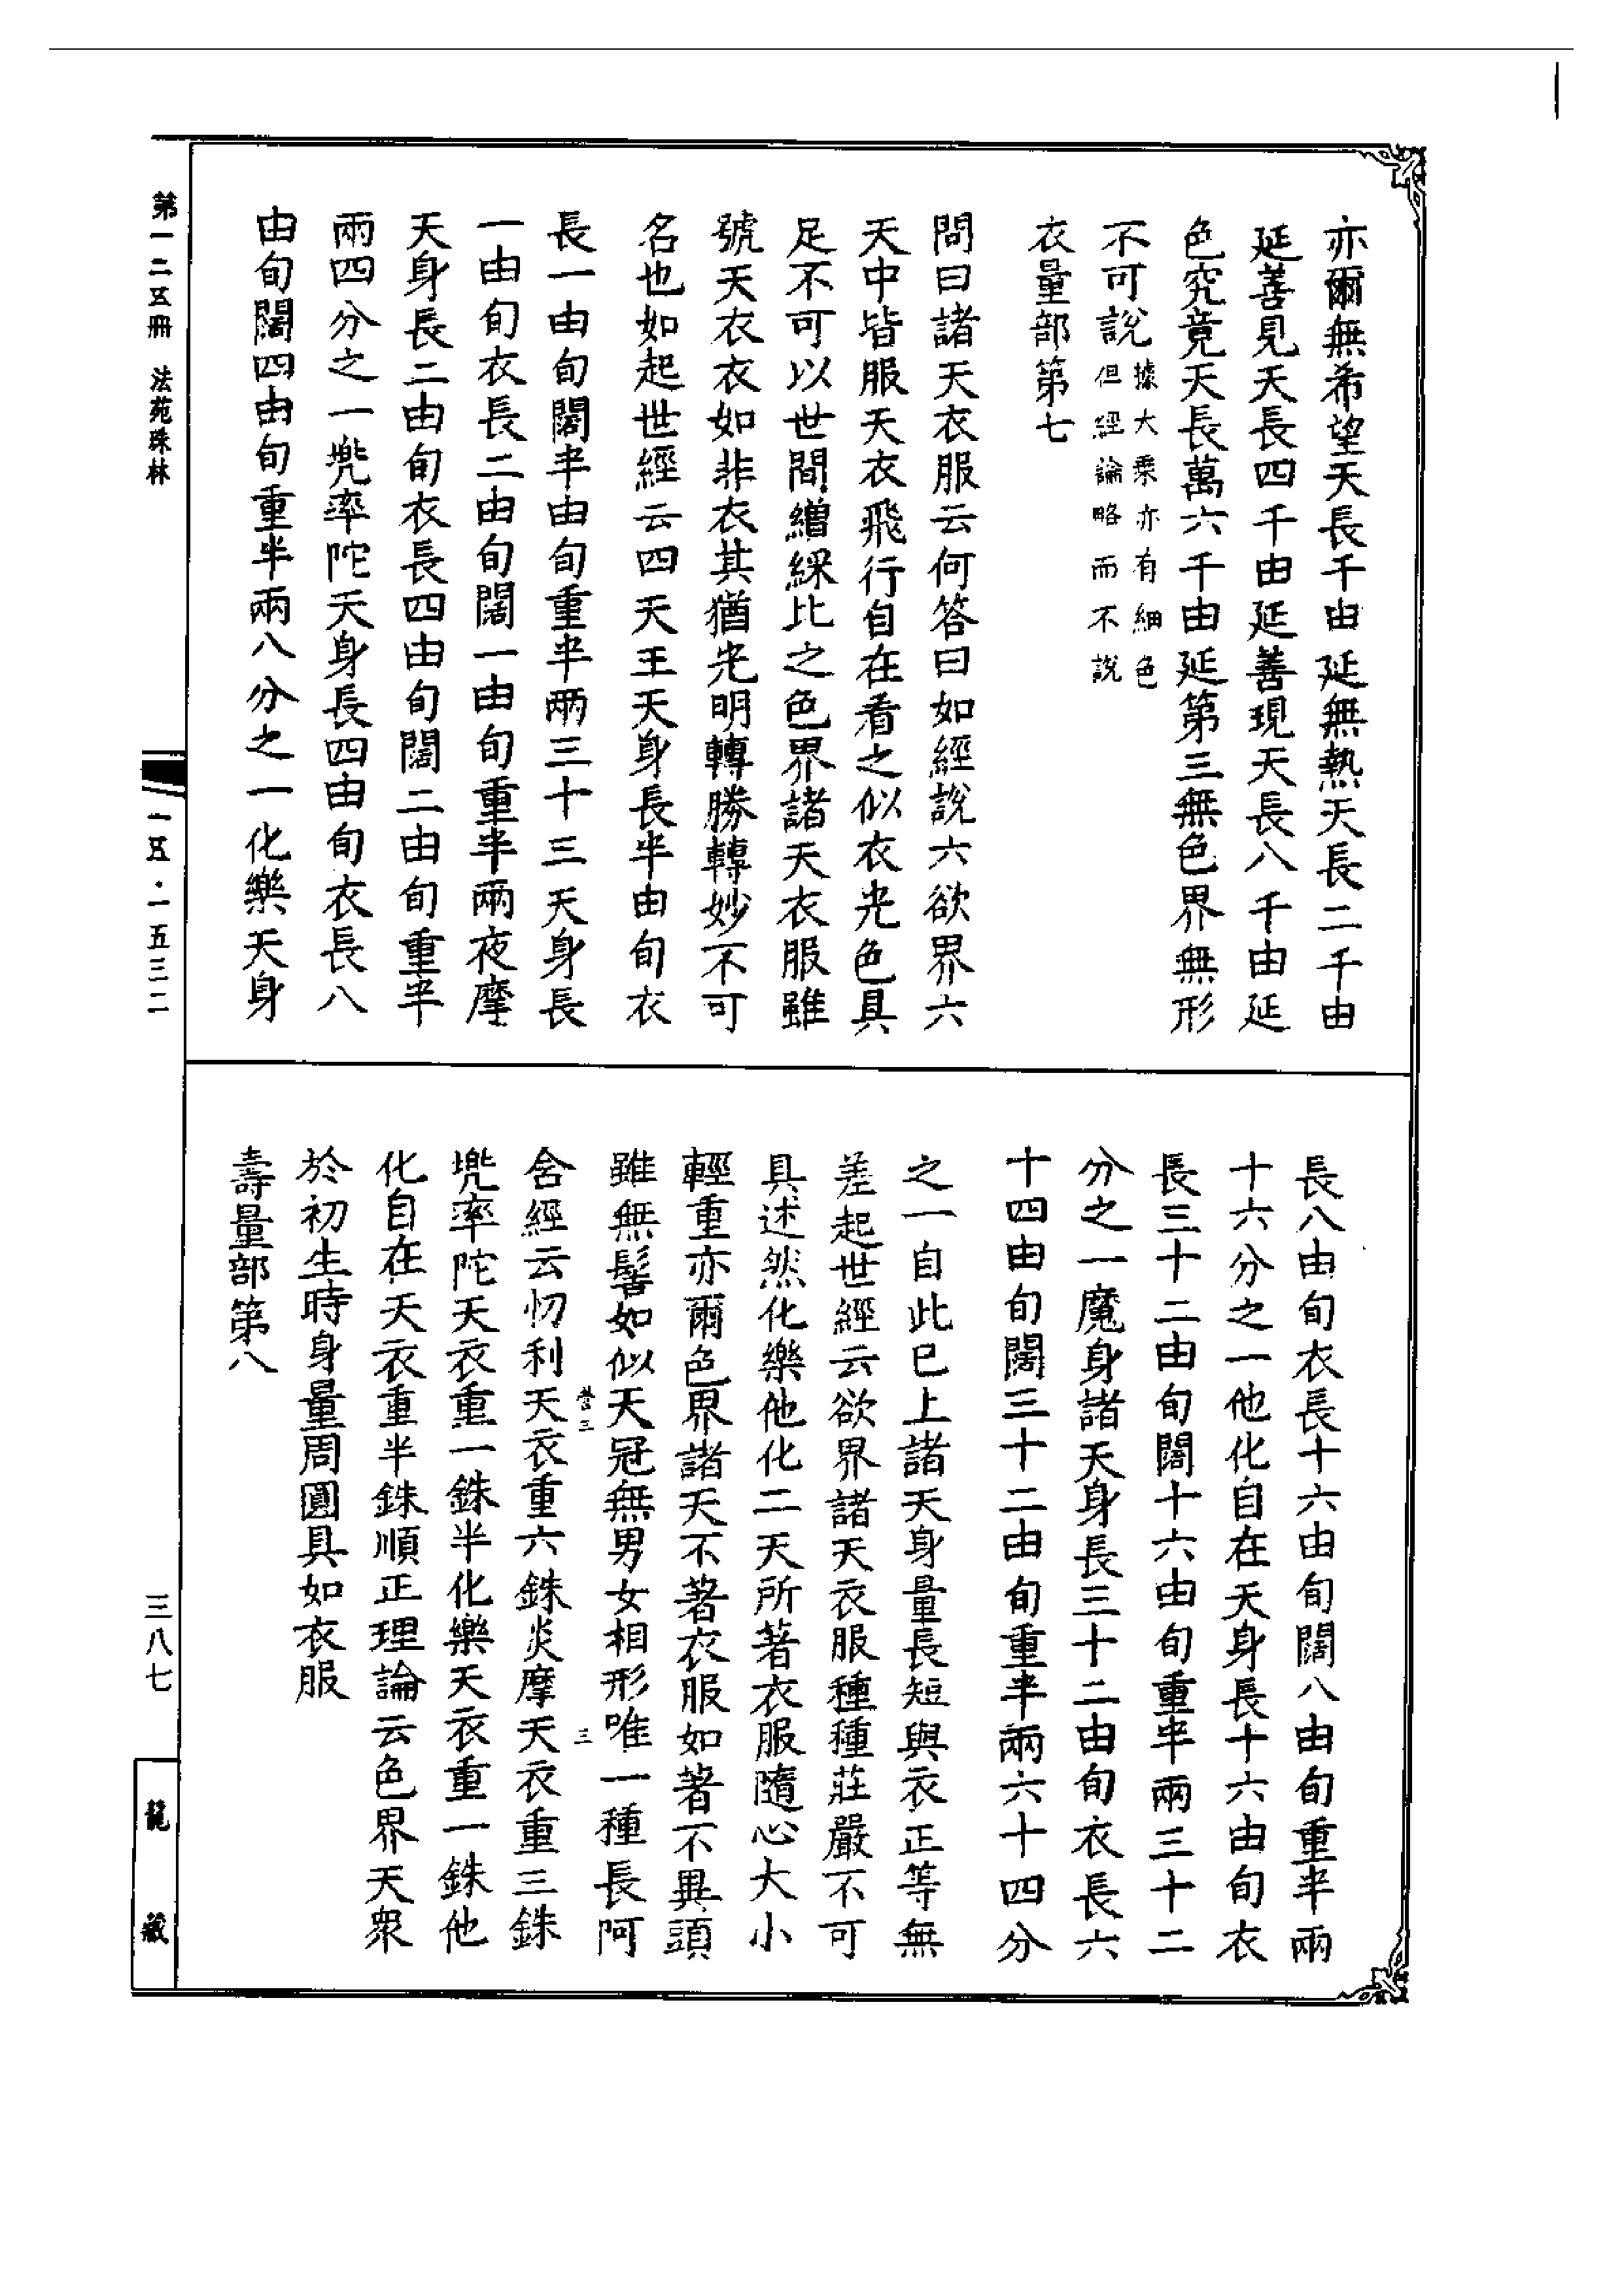 亦爾無希望天長千由延無熱天長二千由
延善見天長四千由延善現天長八千由延
色究竟天長萬六千由延第三無色界無形
不可說據大乗亦有細色
但經論略而不說
衣量部第七
問曰諸天衣服云何答曰如經說六欲界六
天中皆服天衣飛行自在看之似衣光色具
足不可以世間繒綵比之色界諸天衣服雖
號天衣衣如非衣其猶光明轉勝轉妙不可
名也如起世經云四天王天身長半由旬衣
長一由旬闊半由旬重半兩三十三天身長
一由旬衣長二由旬闊一由旬重半兩夜摩
天身長二由旬衣長四由旬闊二由旬重半
兩四分之一兠率陀天身長四由旬衣長八
由旬闊四由旬重半兩八分之一化樂天身
長八由旬衣長十六由旬闊八由旬重半兩
十六分之一他化自在天身長十六由旬衣
長三十二由旬闊十六由旬重半兩三十二
分之一魔身諸天身長三十二由旬衣長六
十四由旬闊三十二由旬重半兩六十四分
之一自此已上諸天身量長短與衣正等無
差起世經云欲界諸天衣服種種莊嚴不可
具述然化樂他化二天所著衣服隨心大小
輕重亦爾色界諸天不著衣服如著不異頭
雖無髻如似天冠無男女相形唯一種長阿
三
含經云忉利天衣重六銖炎摩天衣重三銖
兠率陀天衣重一銖半化樂天衣重一銖他
化自在天衣重半銖順正理論云色界天衆
於初生時身量周圓具如衣服
壽量部第八
第一二五冊 法苑珠林
一五·一五三二
三八七
龍藏